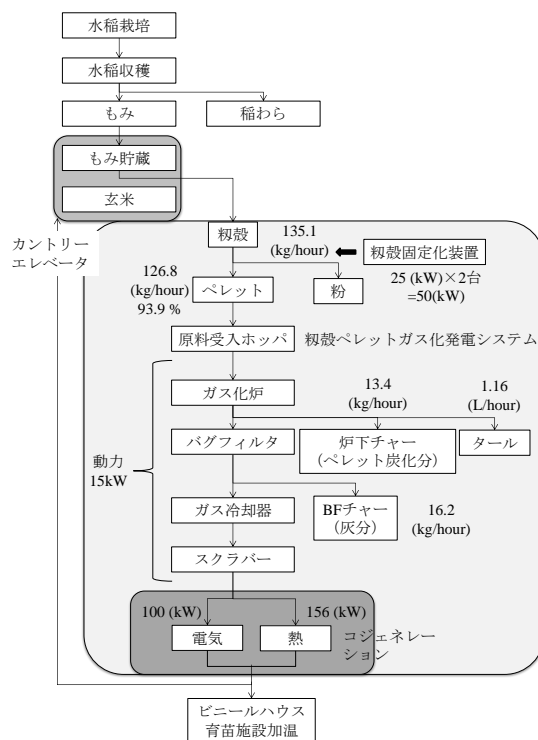 水稲栽培
水稲収穫
もみ
稲わら
もみ貯蔵
玄米
カントリー
エレベータ
籾殻
135.1
(kg/hour)
籾殻固定化装置
25 (kW)×2台
=50(kW)
126.8
(kg/hour)
93.9 %
ペレット
粉
原料受入ホッパ
籾殻ペレットガス化発電システム
ガス化炉
13.4
(kg/hour)
1.16
(L/hour)
バグフィルタ
炉下チャー
(ペレット炭化分)
タール
動力
15kW
ガス冷却器
BFチャー
(灰分)
16.2
(kg/hour)
スクラバー
100 (kW)
156 (kW)
電気
熱
コジェネレー
ション
ビニールハウス
育苗施設加温